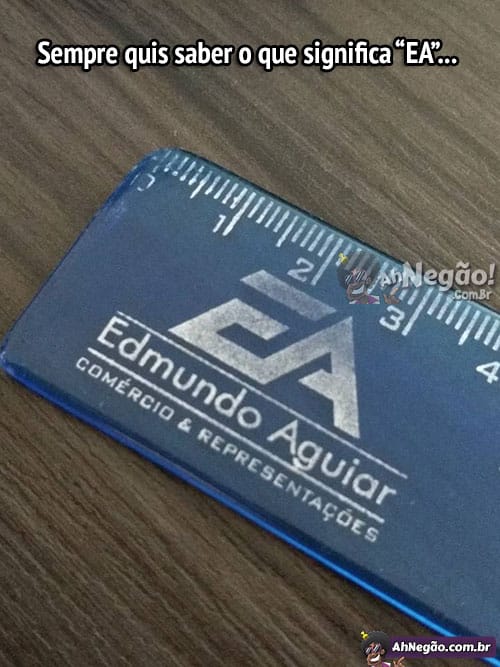 Sempre quis saber o que significa “EA”...
0 1 2 3 4
AhNegão!
.Com.Br
EA
Edmundo Aguiar
COMÉRCIO & REPRESENTAÇÕES
AhNegão.com.br